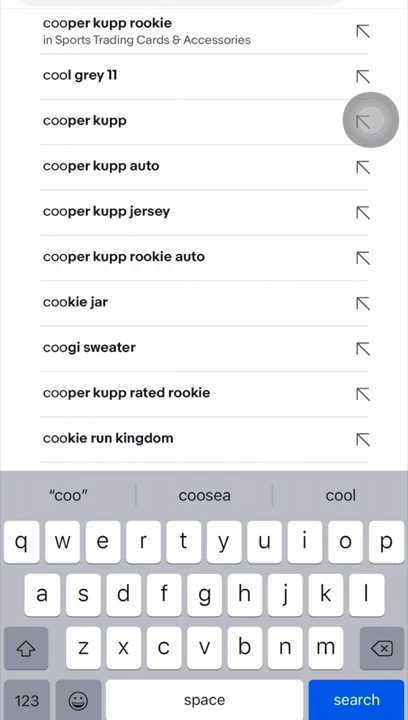 cooper kupp rookie
in Sports Trading Cards & Accessories
cool grey 11
cooper kupp
cooper kupp auto
cooper kupp jersey
cooper kupp rookie auto
cookie jar
coogi sweater
cooper kupp rated rookie
cookie run kingdom
“coo” coosea cool
q w e r t y u i o p
a s d f g h j k l
z x c v b n m
123 space search